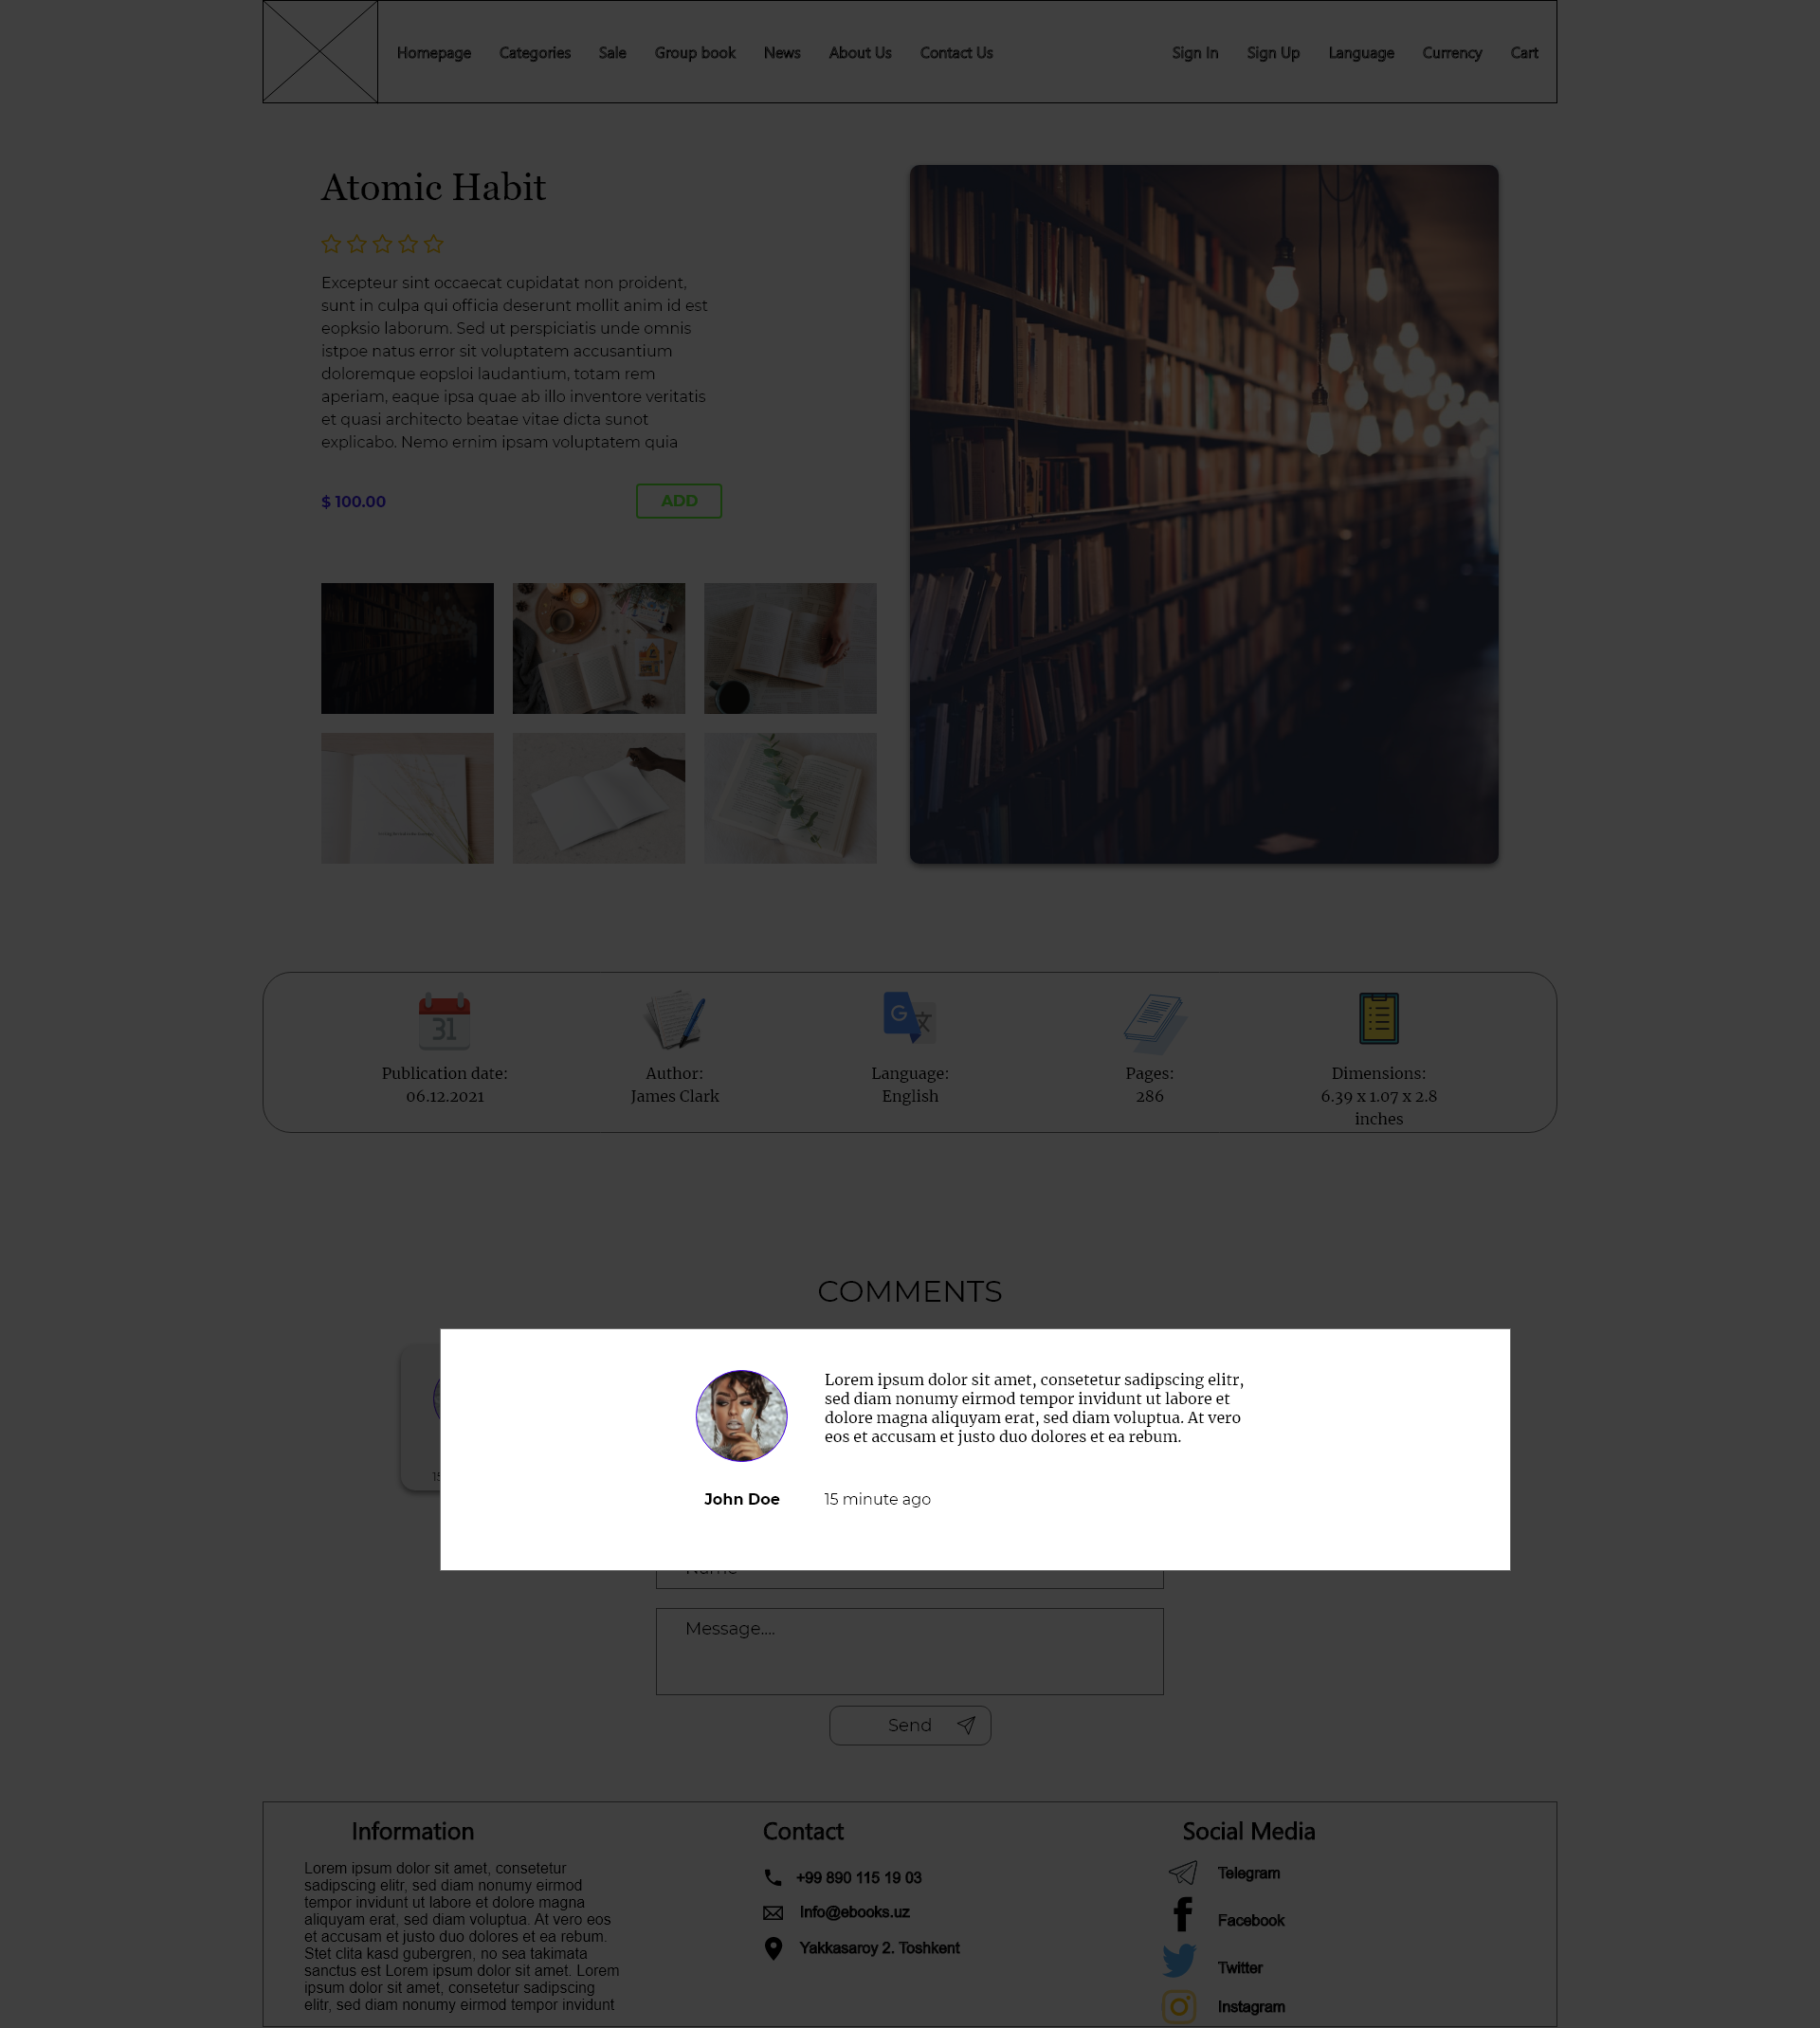 Homepage Categories Sale Group book News About Us Contact Us Sign In Sign Up Language Currency Cart
Atomic Habit
Excepteur sint occaecat cupidatat non proident,
sunt in culpa qui officia deserunt mollit anim id est
eopksio laborum. Sed ut perspiciatis unde omnis
istpoe natus error sit voluptatem accusantium
doloremque eopsloi laudantium, totam rem
aperiam, eaque ipsa quae ab illo inventore veritatis
et quasi architecto beatae vitae dicta sunot
explicabo. Nemo ernim ipsam voluptatem quia
$ 100.00 ADD
31
Publication date:
06.12.2021
Author:
James Clark
Language:
English
Pages:
286
Dimensions:
6.39 x 1.07 x 2.8
inches
COMMENTS
Lorem ipsum dolor sit amet, consetetur sadipscing elitr,
sed diam nonumy eirmod tempor invidunt ut labore et
dolore magna aliquyam erat, sed diam voluptua. At vero
eos et accusam et justo duo dolores et ea rebum.
John Doe 15 minute ago
Message....
Send
Information
Lorem ipsum dolor sit amet, consetetur
sadipscing elitr, sed diam nonumy eirmod
tempor invidunt ut labore et dolore magna
aliquyam erat, sed diam voluptua. At vero eos
et accusam et justo duo dolores et ea rebum.
Stet clita kasd gubergren, no sea takimata
sanctus est Lorem ipsum dolor sit amet. Lorem
ipsum dolor sit amet, consetetur sadipscing
elitr, sed diam nonumy eirmod tempor invidunt
Contact
+99 890 115 19 03
Info@ebooks.uz
Yakkasaroy 2. Toshkent
Social Media
Telegram
Facebook
Twitter
Instagram